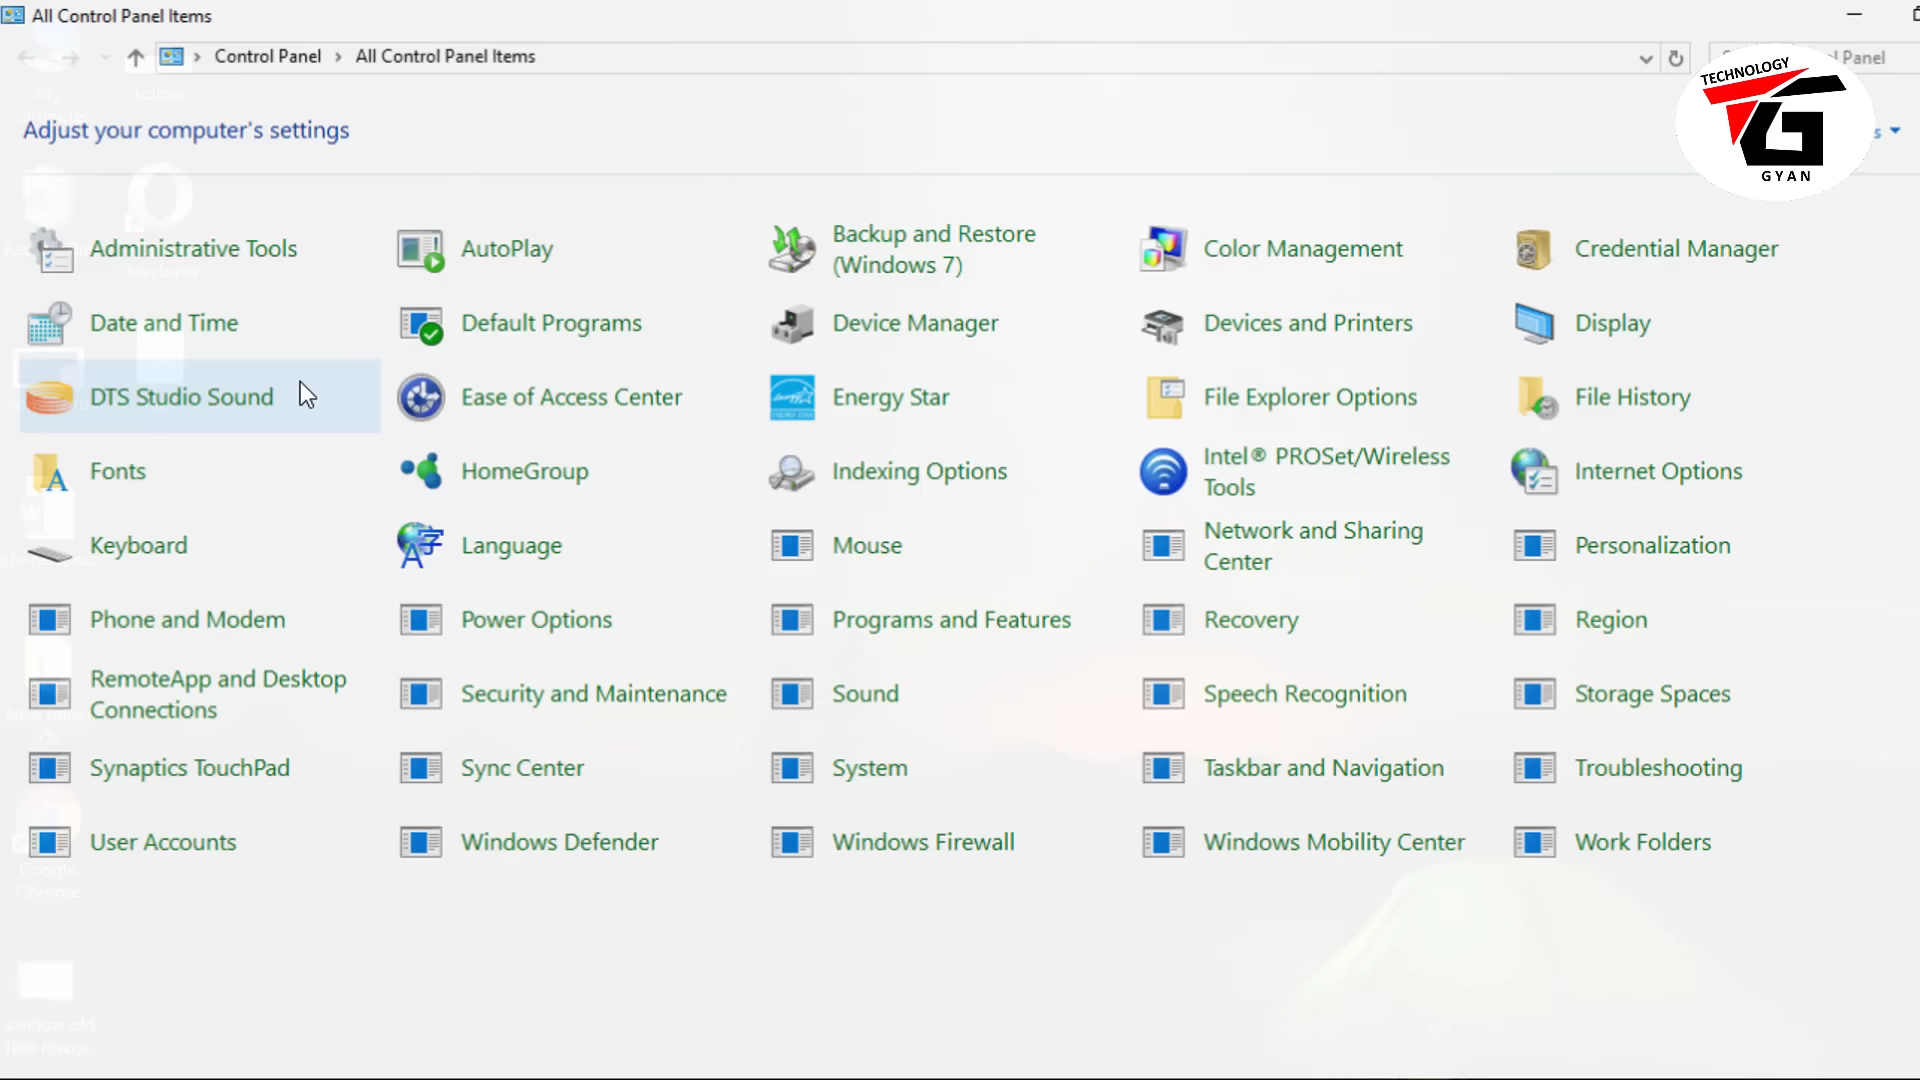 All Control Panel Items
Control Panel > All Control Panel Items
Panel
TECHNOLOGY
GYAN
Adjust your computer's settings
Administrative Tools
AutoPlay
Backup and Restore
(Windows 7)
Color Management
Credential Manager
Date and Time
Default Programs
Device Manager
Devices and Printers
Display
DTS Studio Sound
Ease of Access Center
Energy Star
File Explorer Options
File History
Fonts
HomeGroup
Indexing Options
Intel® PROSet/Wireless
Tools
Internet Options
Keyboard
Language
Mouse
Network and Sharing
Center
Personalization
Phone and Modem
Power Options
Programs and Features
Recovery
Region
RemoteApp and Desktop
Connections
Security and Maintenance
Sound
Speech Recognition
Storage Spaces
Synaptics TouchPad
Sync Center
System
Taskbar and Navigation
Troubleshooting
User Accounts
Windows Defender
Windows Firewall
Windows Mobility Center
Work Folders
Google
Chrome